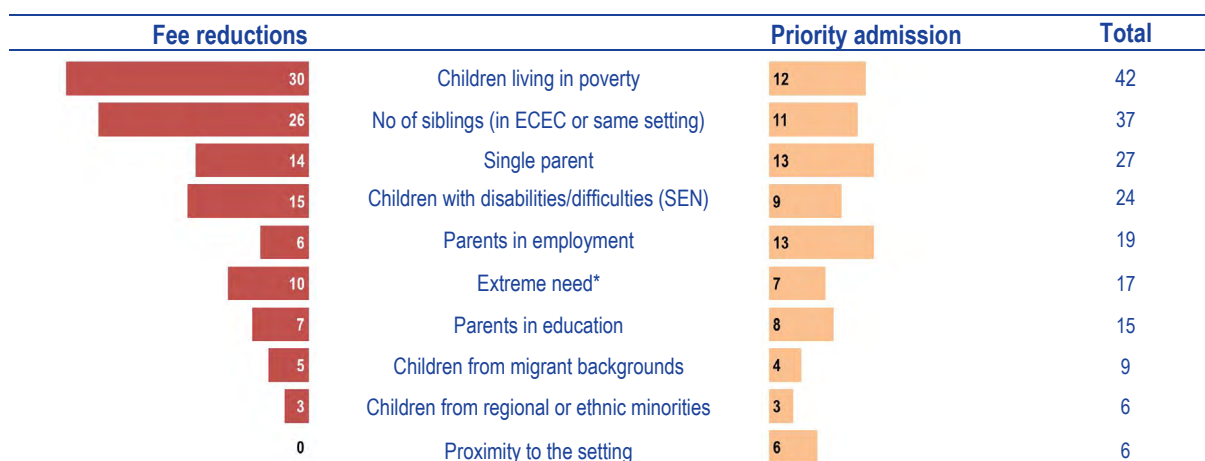 Fee reductions Priority admission Total
30 Children living in poverty 12 42
26 No of siblings (in ECEC or same setting) 11 37
14 Single parent 13 27
15 Children with disabilities/difficulties (SEN) 9 24
6 Parents in employment 13 19
10 Extreme need* 7 17
7 Parents in education 8 15
5 Children from migrant backgrounds 4 9
3 Children from regional or ethnic minorities 3 6
0 Proximity to the setting 6 6